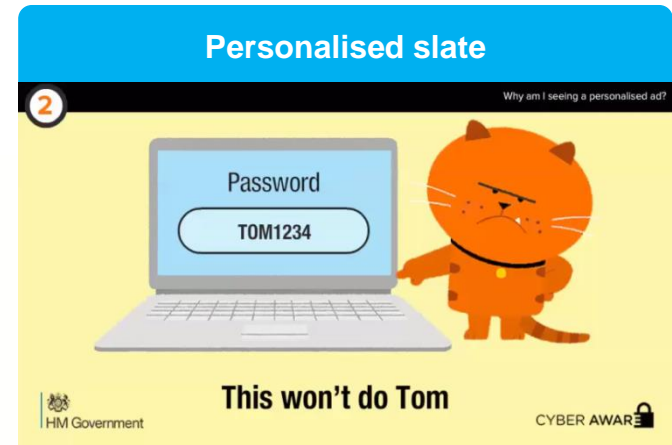 Personalised slate
2
Why am I seeing a personalised ad?
Password
TOM1234
This won't do Tom
HM Government
CYBER AWARE